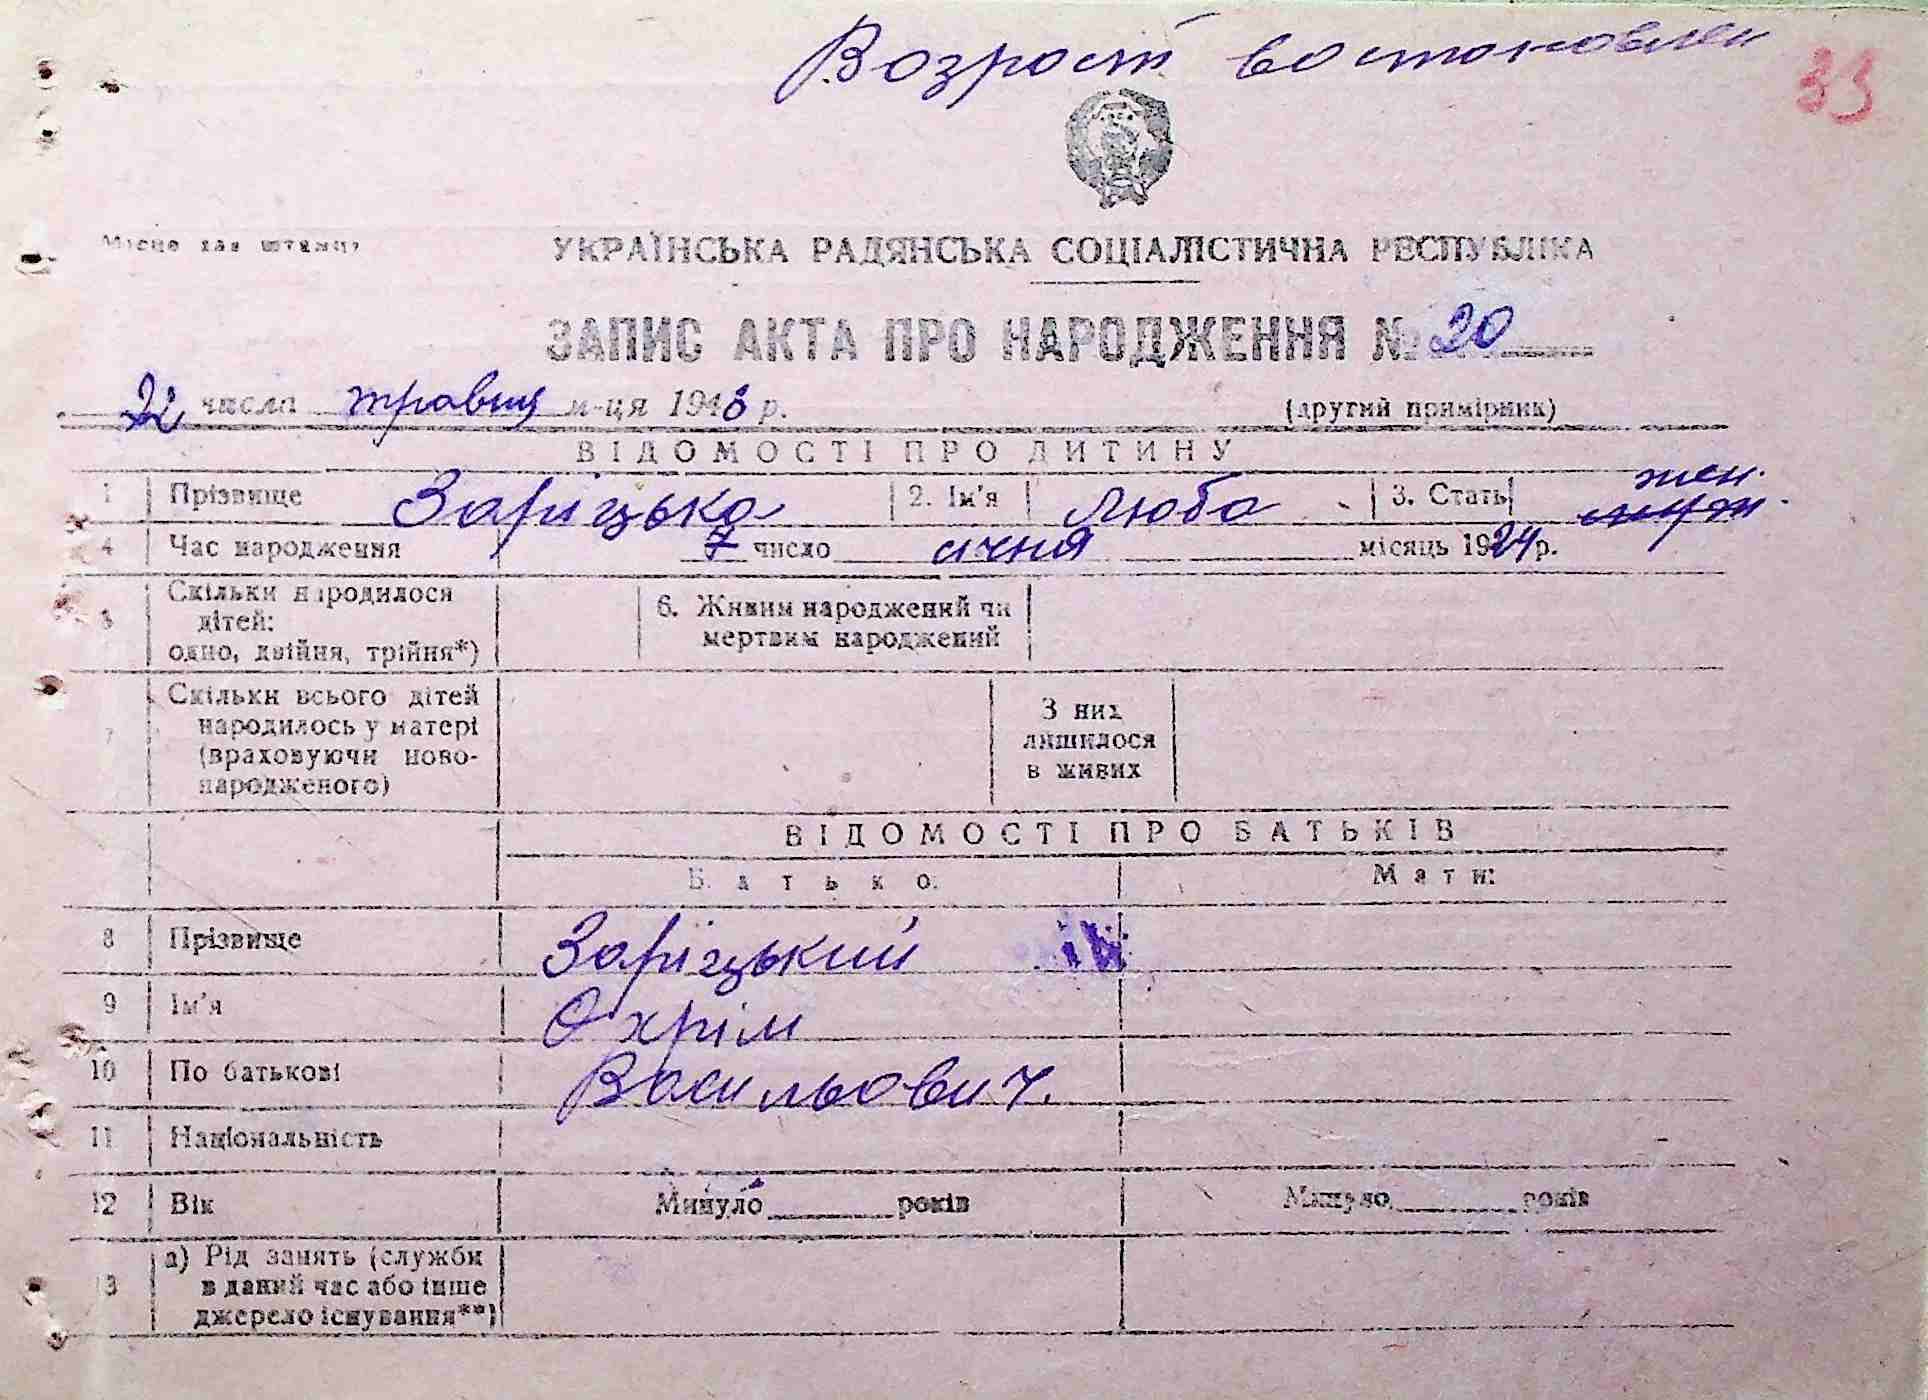 Возраст востоновлен
33
Місце для штампу
УКРАЇНСЬКА РАДЯНСЬКА СОЦІАЛІСТИЧНА РЕСПУБЛІКА
ЗАПИС АКТА ПРО НАРОДЖЕННЯ № 20
22 числа травня м-ця 1948 р. (другий примірник)
ВІДОМОСТІ ПРО ДИТИНУ
1 Прізвище Заріцька 2. Ім'я Люба 3. Стать жен. муж.
4 Час народження 7 число січня місяць 1924 р.
5 Скільки народилося дітей: одно, двійня, трійня*) 6. Живим народжений чи мертвим народжений
7 Скільки всього дітей народилось у матері (враховуючи новонародженого) З них лишилося в живих
ВІДОМОСТІ ПРО БАТЬКІВ
Батько: Мати:
8 Прізвище Заріцький
9 Ім'я Охрім
10 По батькові Васильович.
11 Національність
12 Вік Минуло років Минуло років
13 а) Рід занять (служби в даний час або інше джерело існування**)